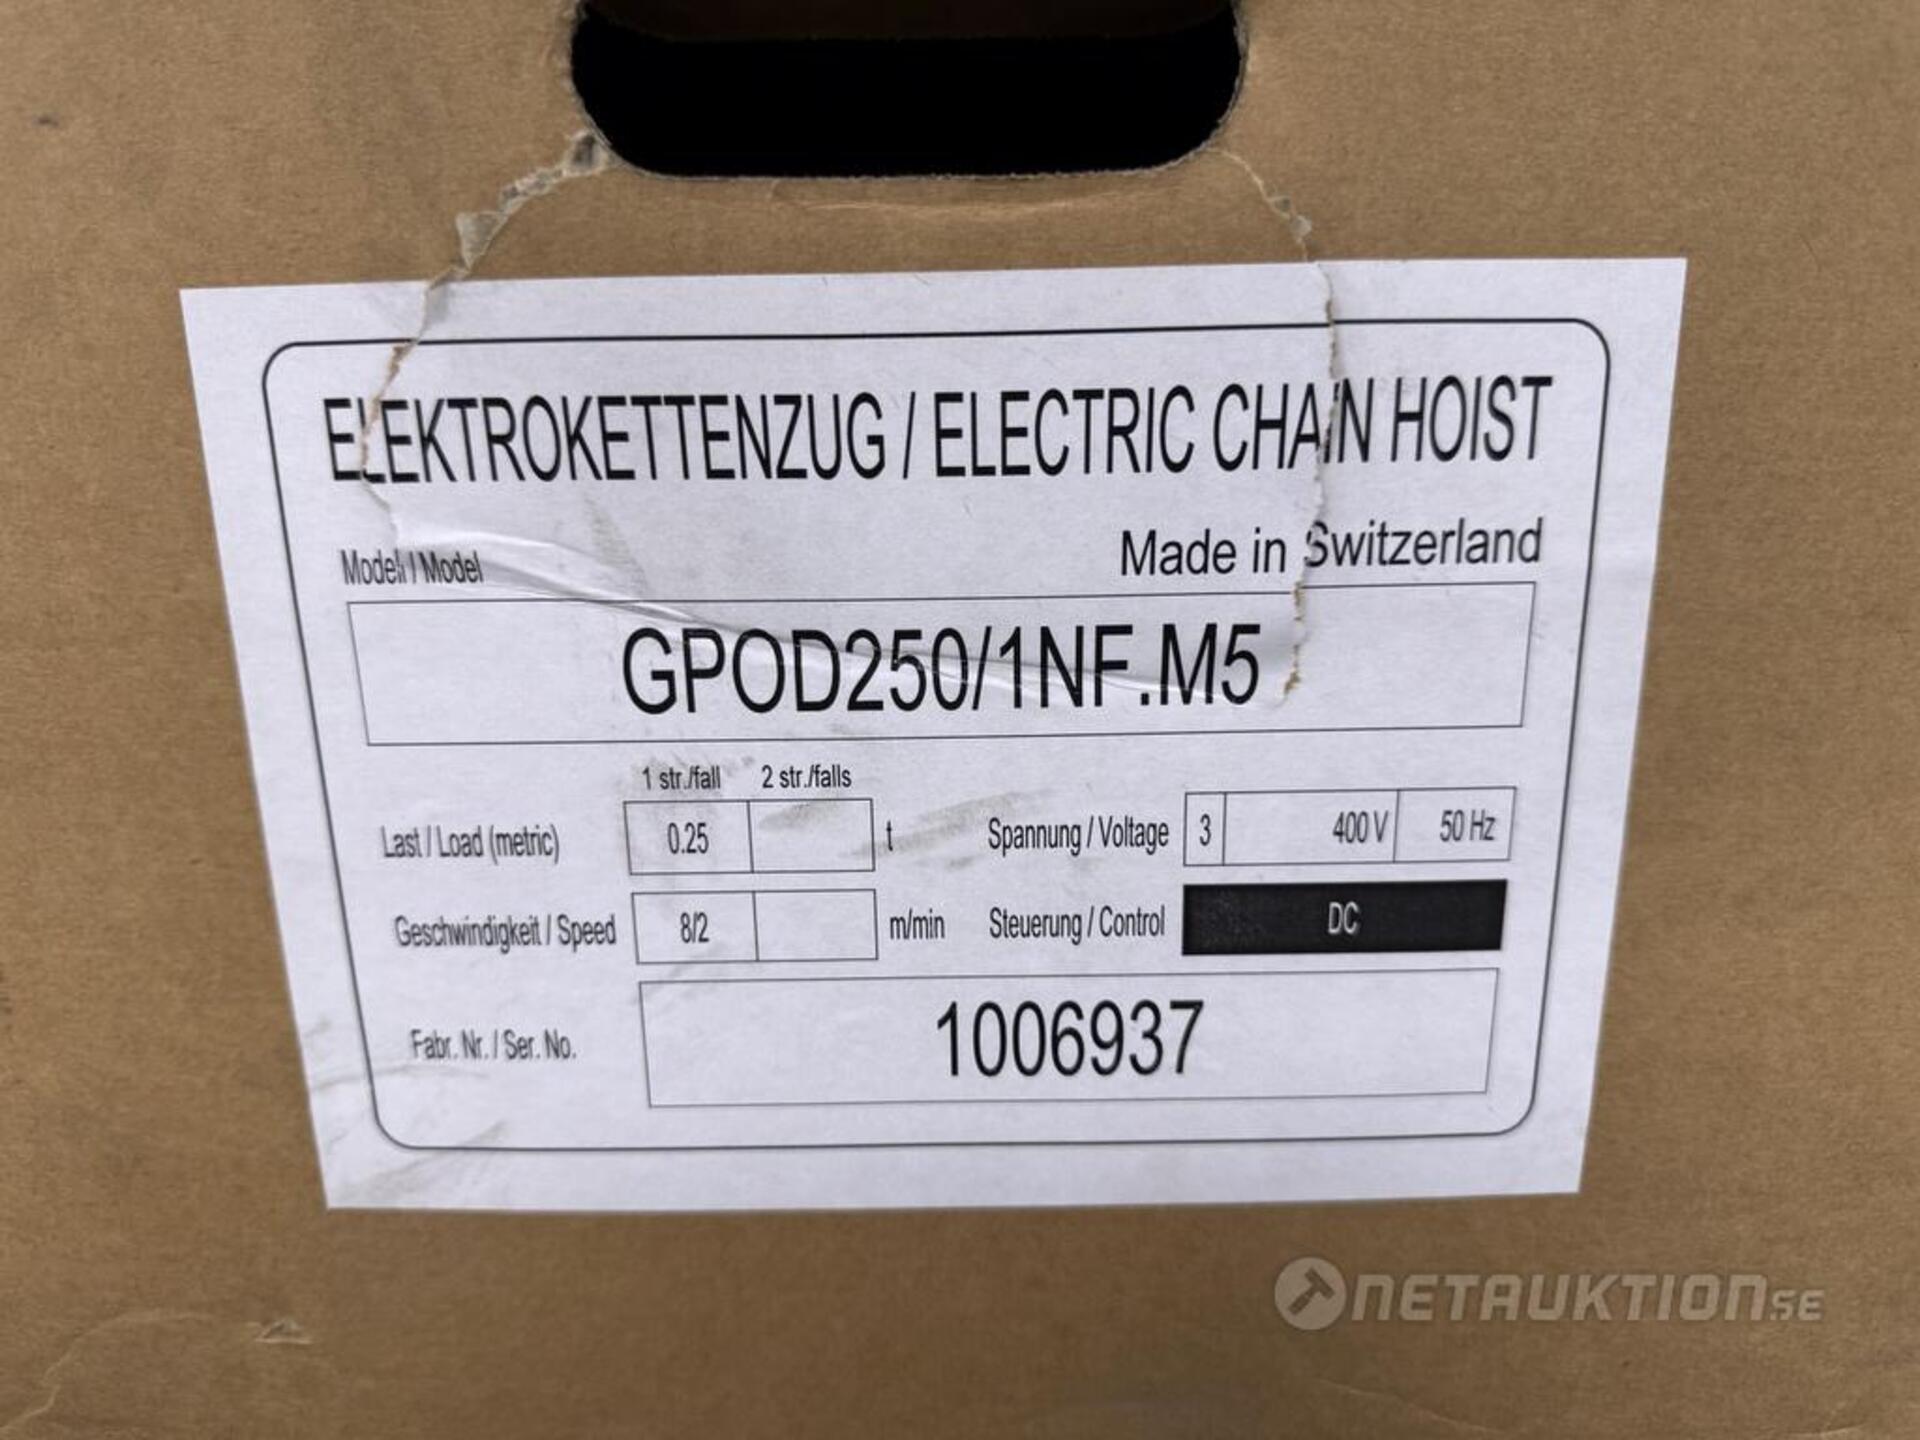 ELEKTROKETTENZUG / ELECTRIC CHAIN HOIST
Made in Switzerland
Modell / Model
GPOD250/1NF.M5
1 str./fall 2 str./falls
Last / Load (metric) 0.25 t Spannung / Voltage 3 400 V 50 Hz
Geschwindigkeit / Speed 8/2 m/min Steuerung / Control DC
Fabr. Nr. / Ser. No. 1006937
NETAUKTION.SE